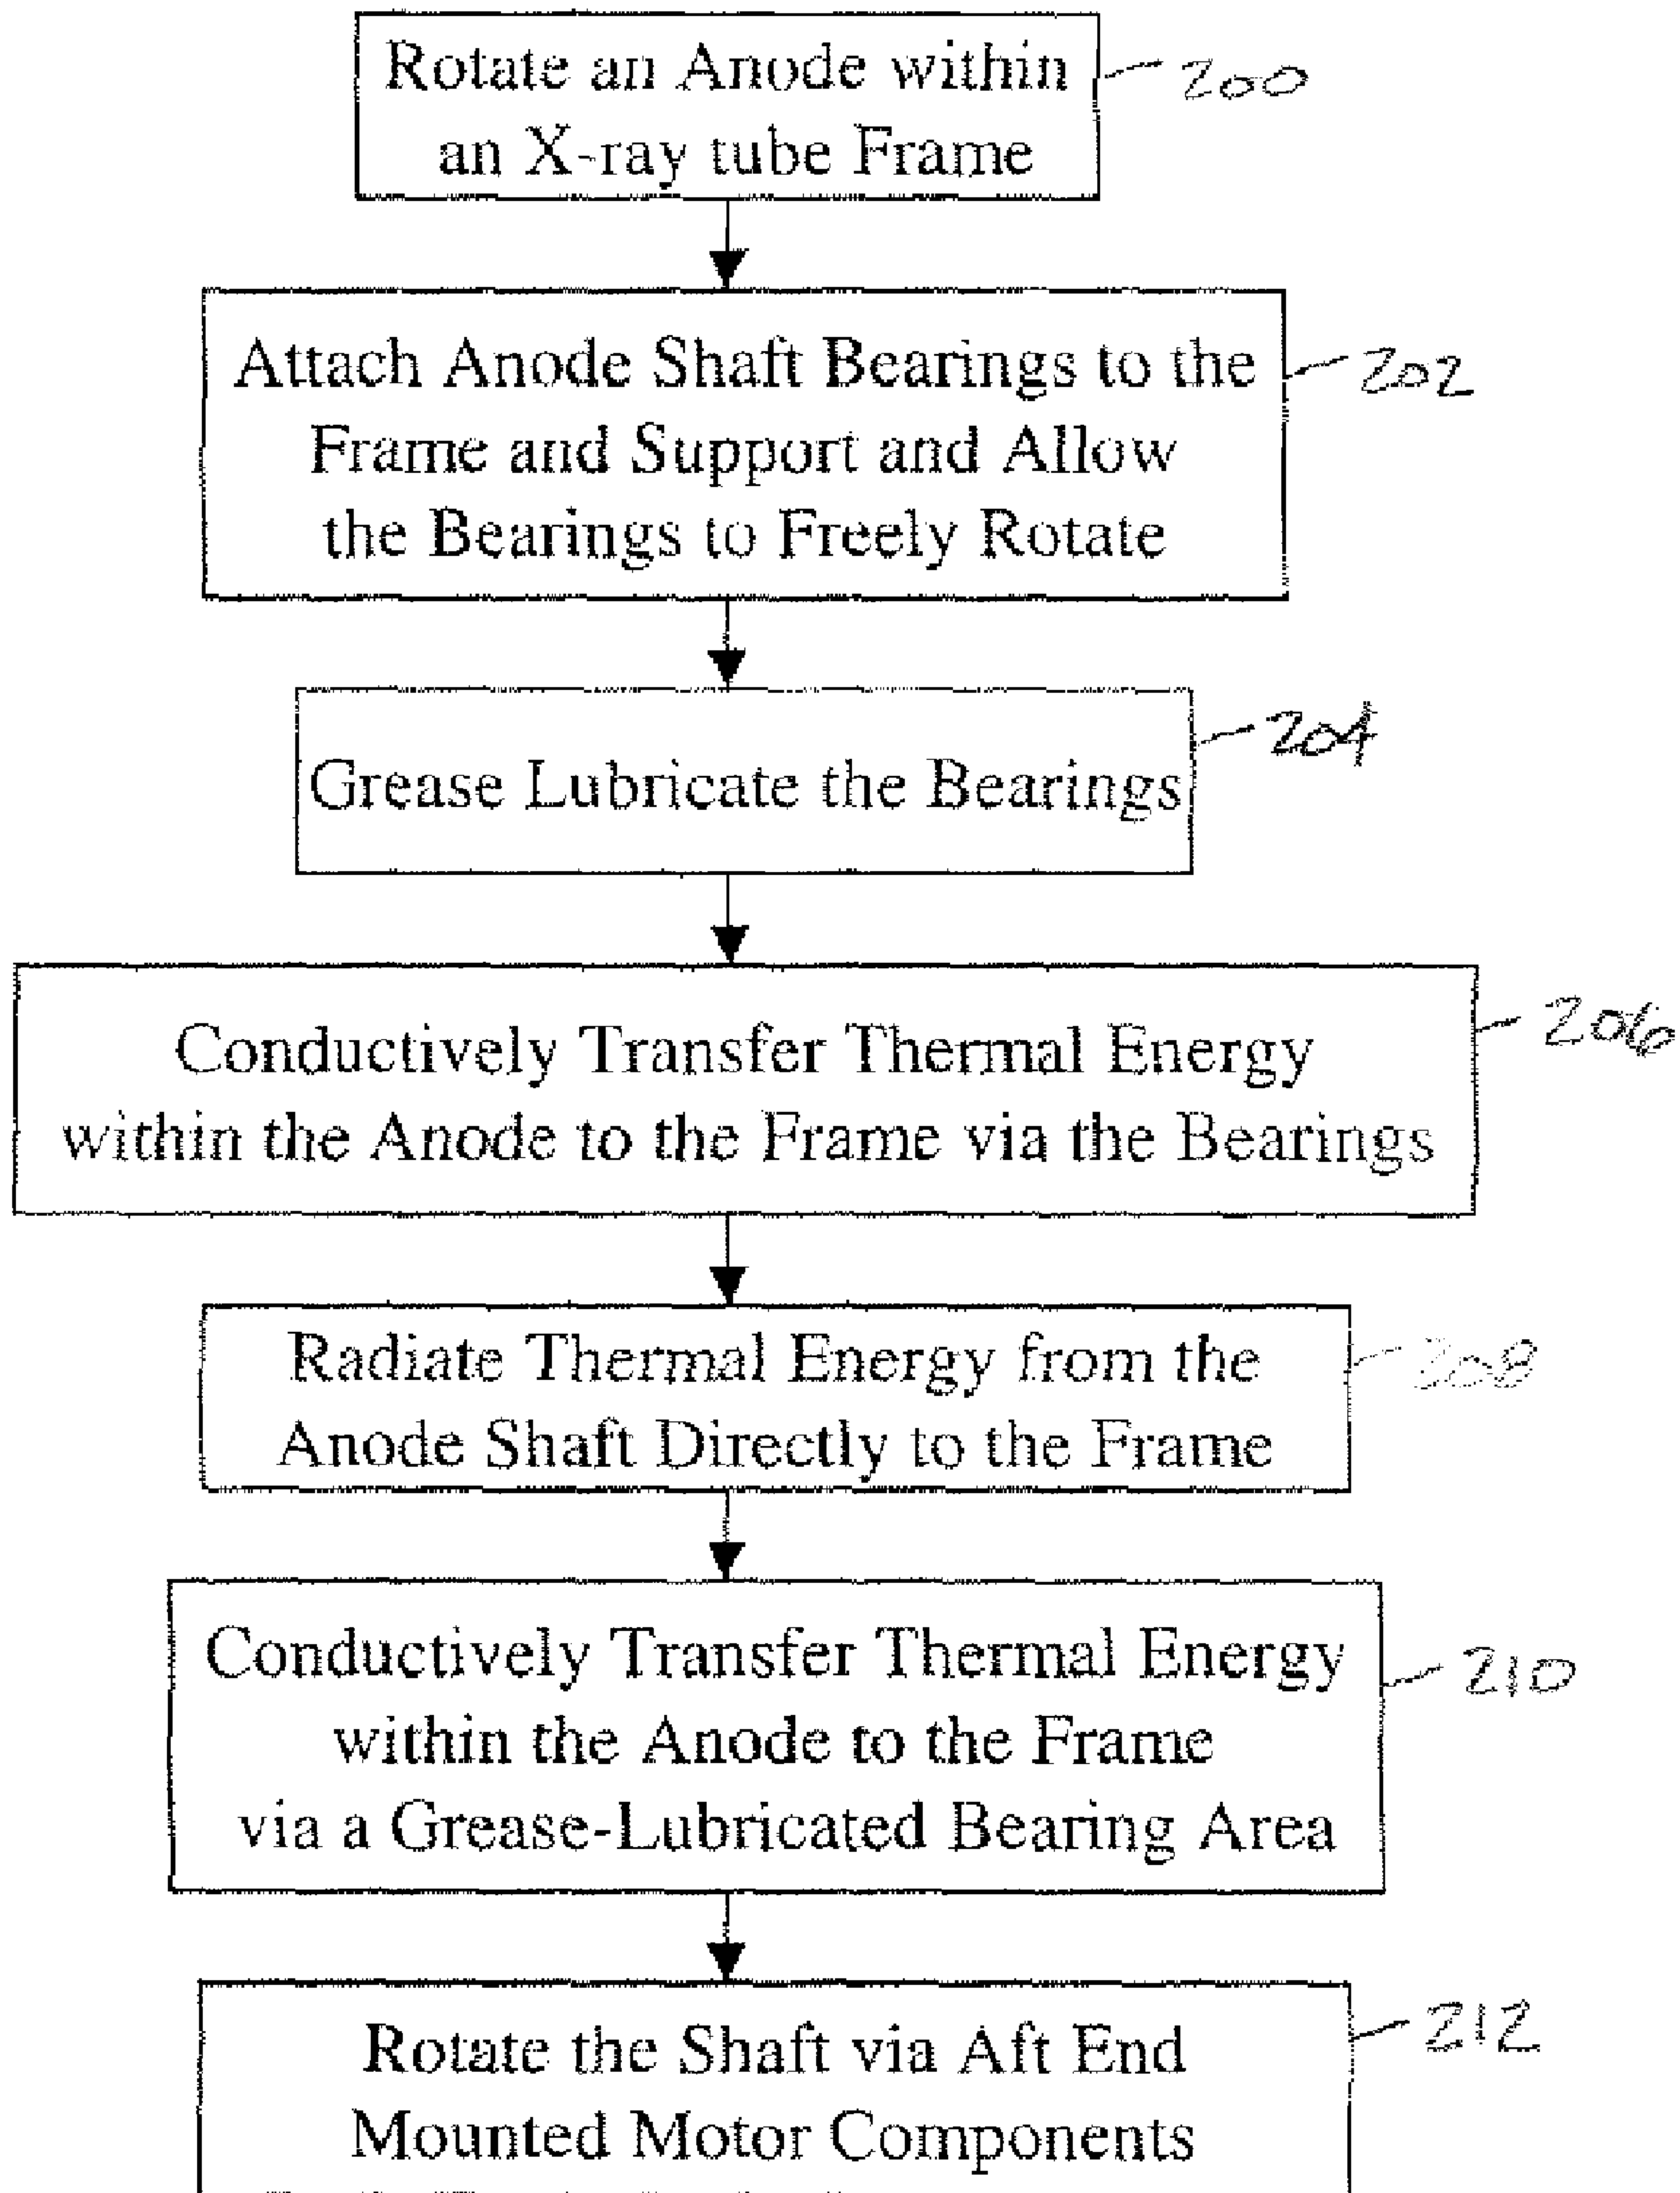 Rotate an Anode within
an X-ray tube Frame
200
Attach Anode Shaft Bearings to the
Frame and Support and Allow
the Bearings to Freely Rotate
202
Grease Lubricate the Bearings
204
Conductively Transfer Thermal Energy
within the Anode to the Frame via the Bearings
206
Radiate Thermal Energy from the
Anode Shaft Directly to the Frame
208
Conductively Transfer Thermal Energy
within the Anode to the Frame
via a Grease-Lubricated Bearing Area
210
Rotate the Shaft via Aft End
Mounted Motor Components
212